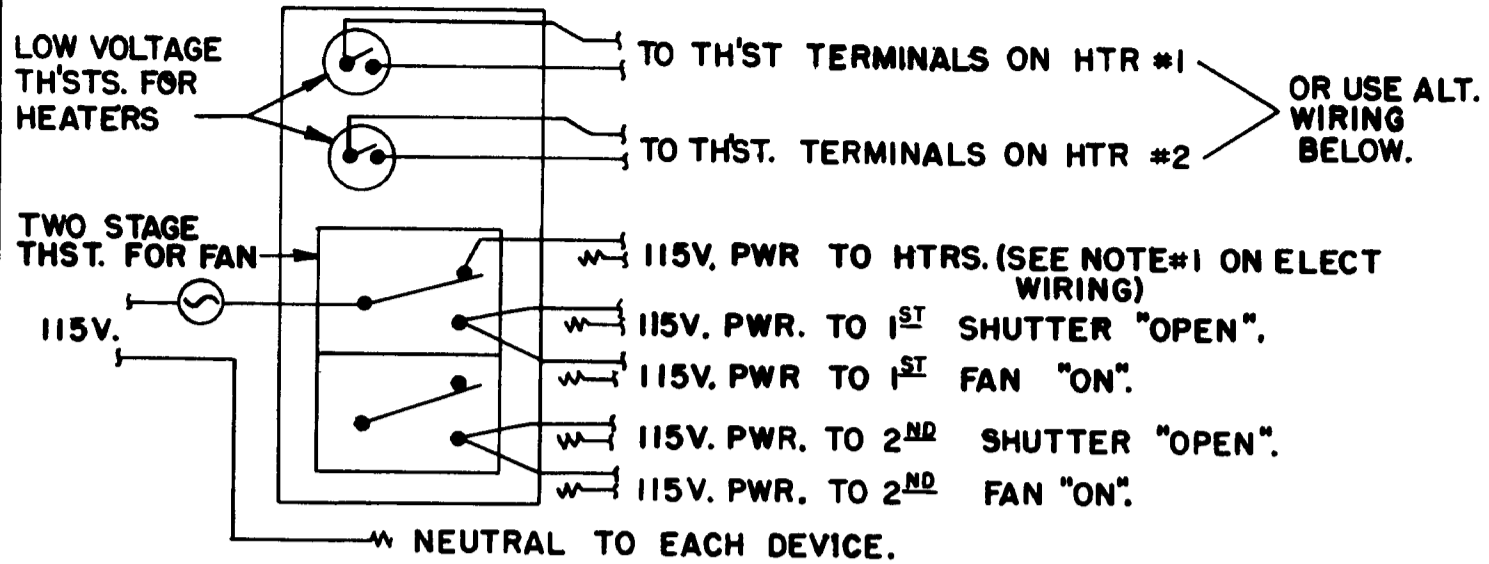 LOW VOLTAGE
TH'STS. FOR
HEATERS
TO TH'ST TERMINALS ON HTR #1
TO TH'ST. TERMINALS ON HTR #2
OR USE ALT.
WIRING
BELOW.
TWO STAGE
THST. FOR FAN
115V.
115V. PWR TO HTRS. (SEE NOTE #1 ON ELECT
WIRING)
115V. PWR. TO 1ST SHUTTER "OPEN".
115V. PWR TO 1ST FAN "ON".
115V. PWR. TO 2ND SHUTTER "OPEN".
115V. PWR. TO 2ND FAN "ON".
NEUTRAL TO EACH DEVICE.